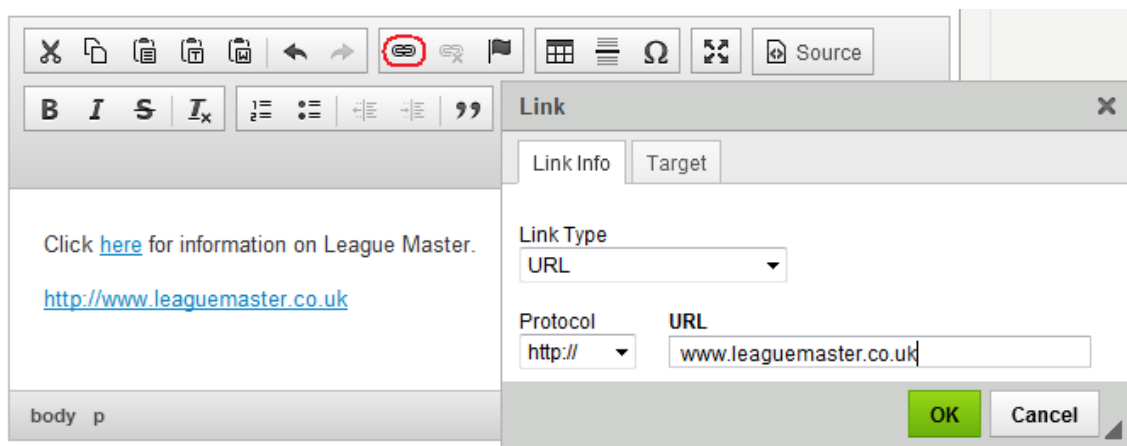 Source
B I S Ix
Link
Link Info Target
Click here for information on League Master.
Link Type
URL
http://www.leaguemaster.co.uk
Protocol URL
http:// www.leaguemaster.co.uk
body p
OK Cancel